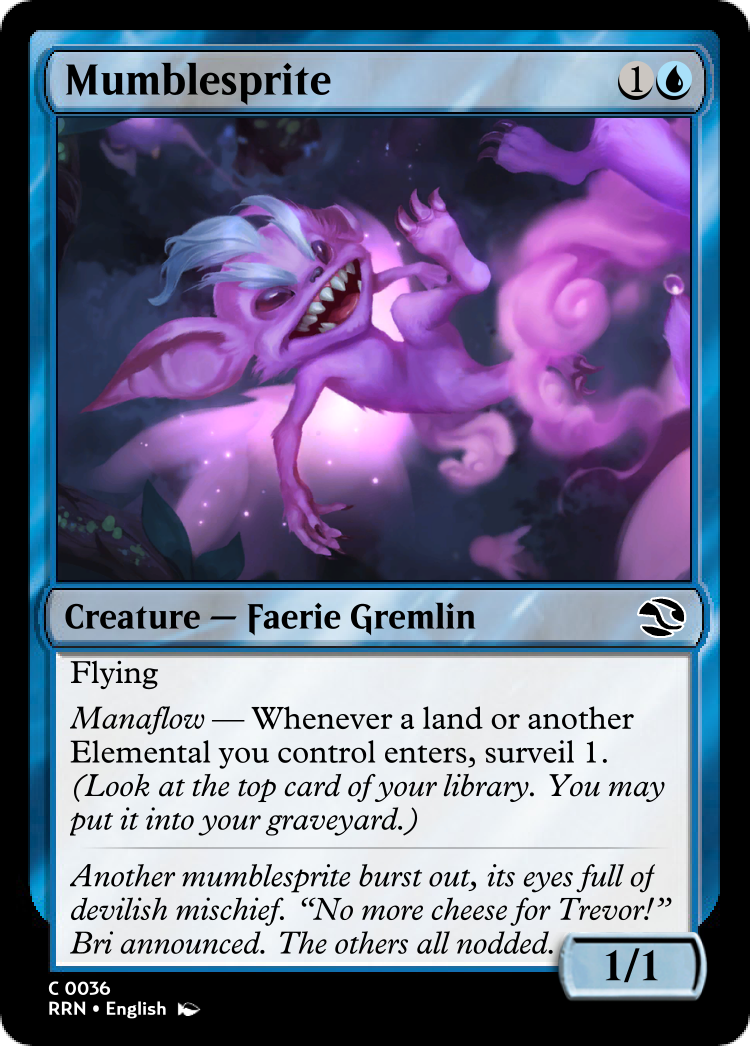 Mumblesprite
1
Creature — Faerie Gremlin
Flying
Manaflow — Whenever a land or another
Elemental you control enters, surveil 1.
(Look at the top card of your library. You may
put it into your graveyard.)
Another mumblesprite burst out, its eyes full of
devilish mischief. “No more cheese for Trevor!”
Bri announced. The others all nodded.
1/1
C 0036
RRN • English